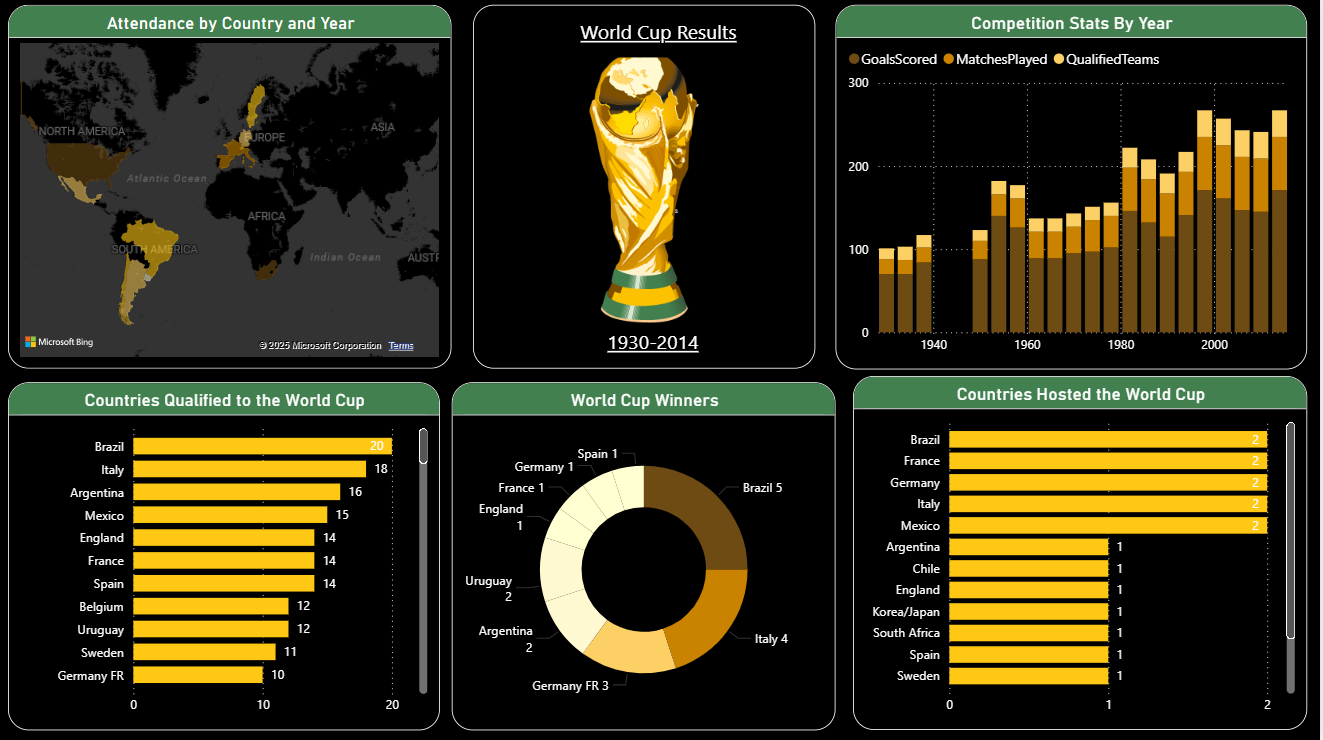 Attendance by Country and Year
NORTH AMERICA
EUROPE
ASIA
Atlantic Ocean
AFRICA
SOUTH AMERICA
Indian Ocean
AUSTR
Microsoft Bing
© 2025 Microsoft Corporation Terms
World Cup Results
1930-2014
Competition Stats By Year
GoalsScored MatchesPlayed QualifiedTeams
300
200
100
0
1940 1960 1980 2000
Countries Qualified to the World Cup
Brazil 20
Italy 18
Argentina 16
Mexico 15
England 14
France 14
Spain 14
Belgium 12
Uruguay 12
Sweden 11
Germany FR 10
0 10 20
World Cup Winners
Spain 1
Germany 1
France 1
England
1
Uruguay
2
Argentina
2
Germany FR 3
Brazil 5
Italy 4
Countries Hosted the World Cup
Brazil 2
France 2
Germany 2
Italy 2
Mexico 2
Argentina 1
Chile 1
England 1
Korea/Japan 1
South Africa 1
Spain 1
Sweden 1
0 1 2